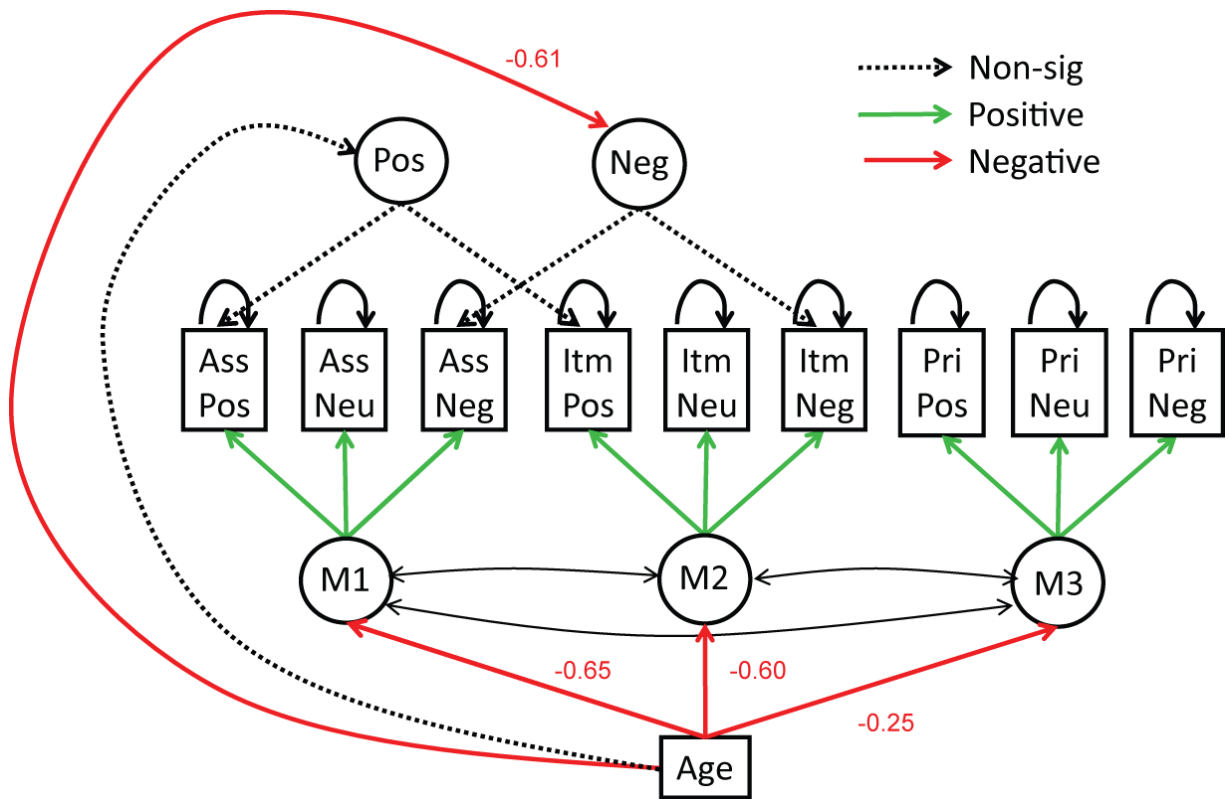 -0.61
Non-sig
Positive
Negative
Pos
Neg
Ass
Pos
Ass
Neu
Ass
Neg
Itm
Pos
Itm
Neu
Itm
Neg
Pri
Pos
Pri
Neu
Pri
Neg
M1
M2
M3
-0.65
-0.60
-0.25
Age